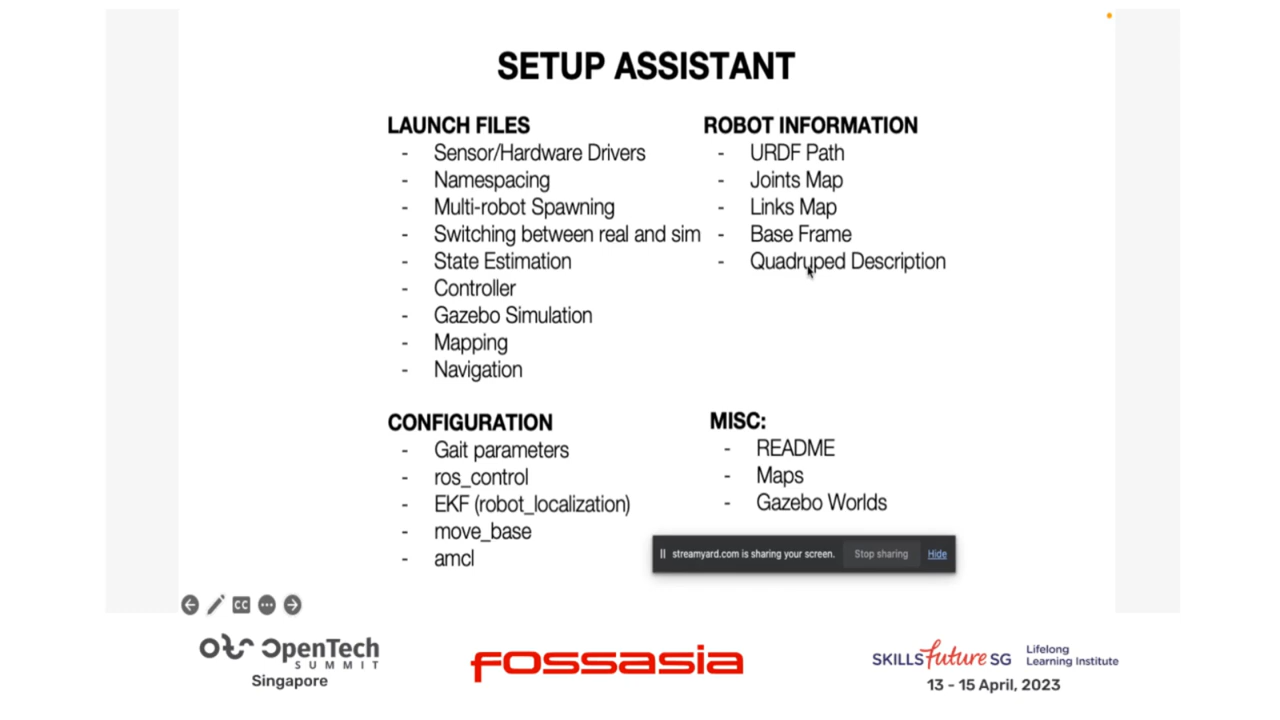 SETUP ASSISTANT
LAUNCH FILES
- Sensor/Hardware Drivers
- Namespacing
- Multi-robot Spawning
- Switching between real and sim
- State Estimation
- Controller
- Gazebo Simulation
- Mapping
- Navigation
ROBOT INFORMATION
- URDF Path
- Joints Map
- Links Map
- Base Frame
- Quadruped Description
CONFIGURATION
- Gait parameters
- ros_control
- EKF (robot_localization)
- move_base
- amcl
MISC:
- README
- Maps
- Gazebo Worlds
streamyard.com is sharing your screen. Stop sharing Hide
CC
OpenTech
SUMMIT
Singapore
fossasia
SKILLS future SG
Lifelong
Learning Institute
13 - 15 April, 2023